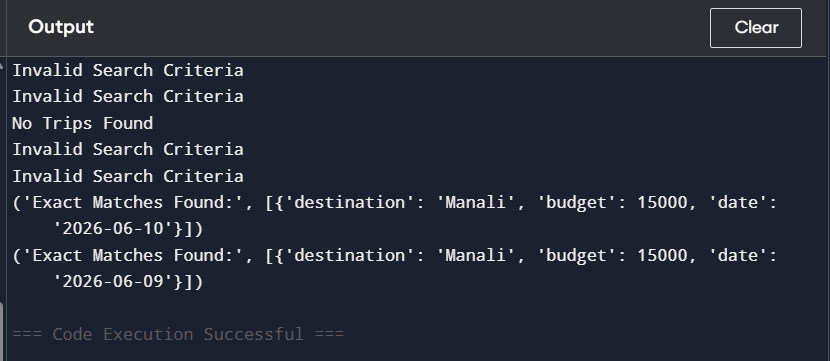 Output
Clear
Invalid Search Criteria
Invalid Search Criteria
No Trips Found
Invalid Search Criteria
Invalid Search Criteria
('Exact Matches Found:', [{'destination': 'Manali', 'budget': 15000, 'date':
'2026-06-10'}])
('Exact Matches Found:', [{'destination': 'Manali', 'budget': 15000, 'date':
'2026-06-09'}])
=== Code Execution Successful ===